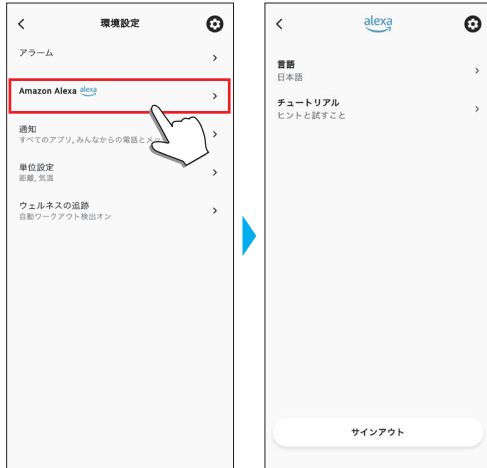 環境設定
アラーム
Amazon Alexa alexa
通知
すべてのアプリ, みんなからの電話とメッ
単位設定
距離, 気温
ウェルネスの追跡
自動ワークアウト検出オン
alexa
言語
日本語
チュートリアル
ヒントと試すこと
サインアウト